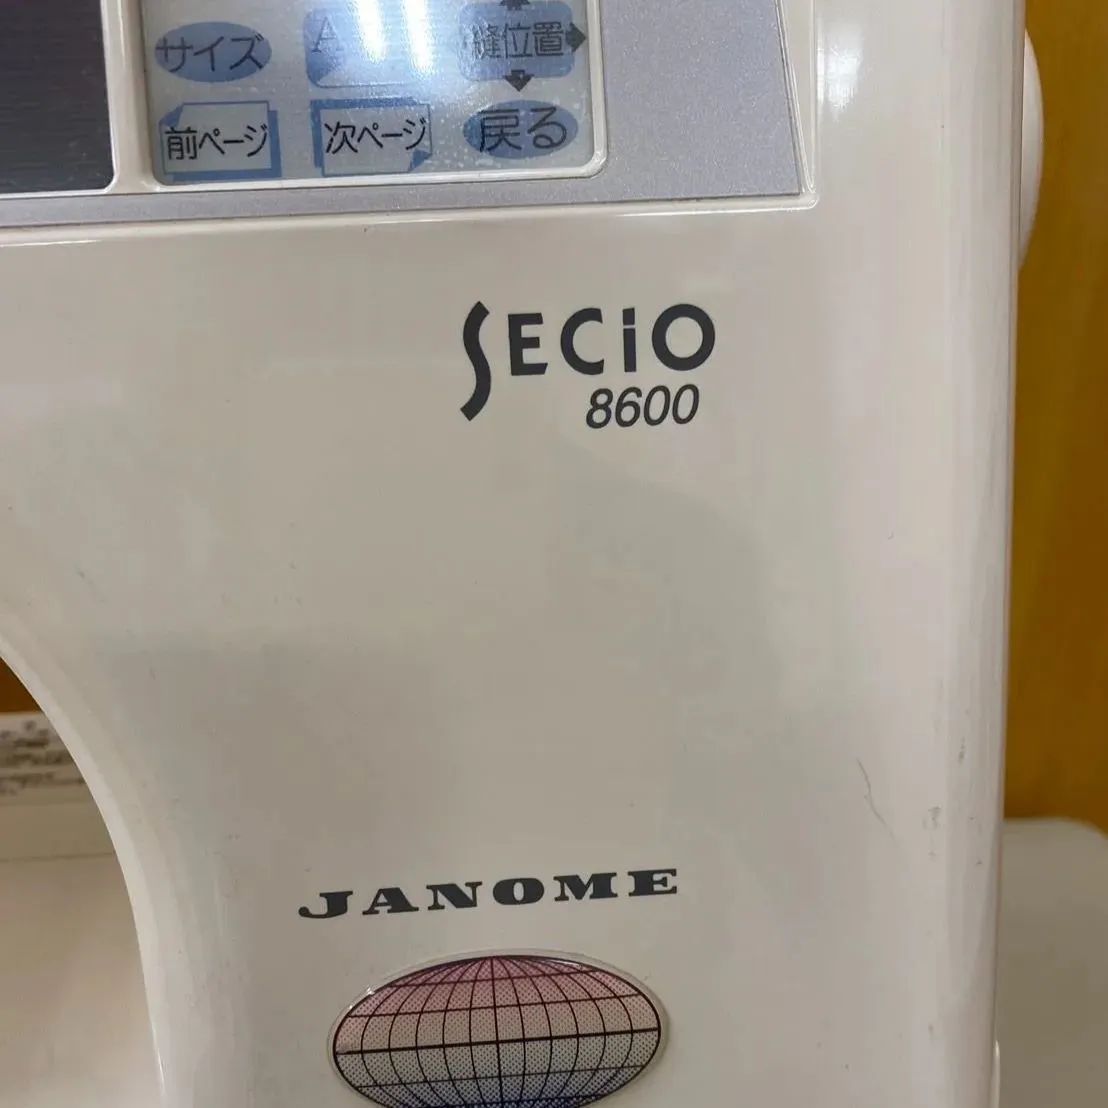 サイズ
A
縫位置
前ページ
次ページ
戻る
SECiO
8600
JANOME